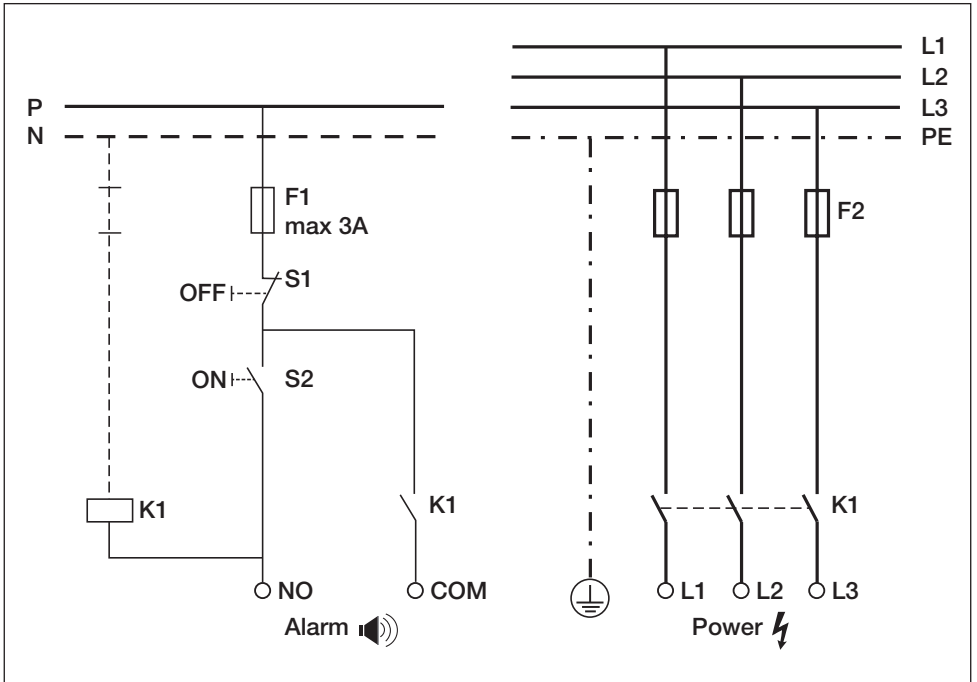 P
N
F1
max 3A
S1
OFF
ON
S2
K1
K1
NO
COM
Alarm
L1
L2
L3
PE
F2
K1
L1
L2
L3
Power